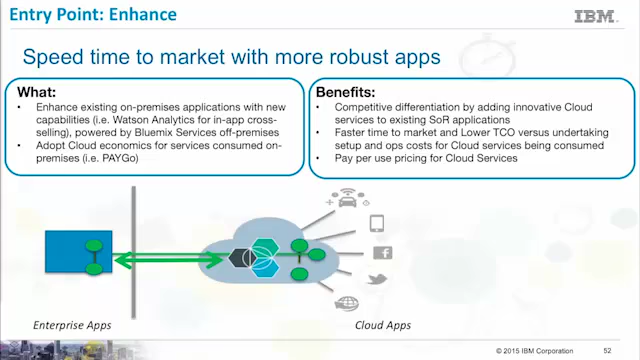 Entry Point: Enhance
IBM
Speed time to market with more robust apps
What:
• Enhance existing on-premises applications with new
capabilities (i.e. Watson Analytics for in-app cross-
selling), powered by Bluemix Services off-premises
• Adopt Cloud economics for services consumed on-
premises (i.e. PAYGo)
Benefits:
• Competitive differentiation by adding innovative Cloud
services to existing SoR applications
• Faster time to market and Lower TCO versus undertaking
setup and ops costs for Cloud services being consumed
• Pay per use pricing for Cloud Services
Enterprise Apps
Cloud Apps
© 2015 IBM Corporation
52